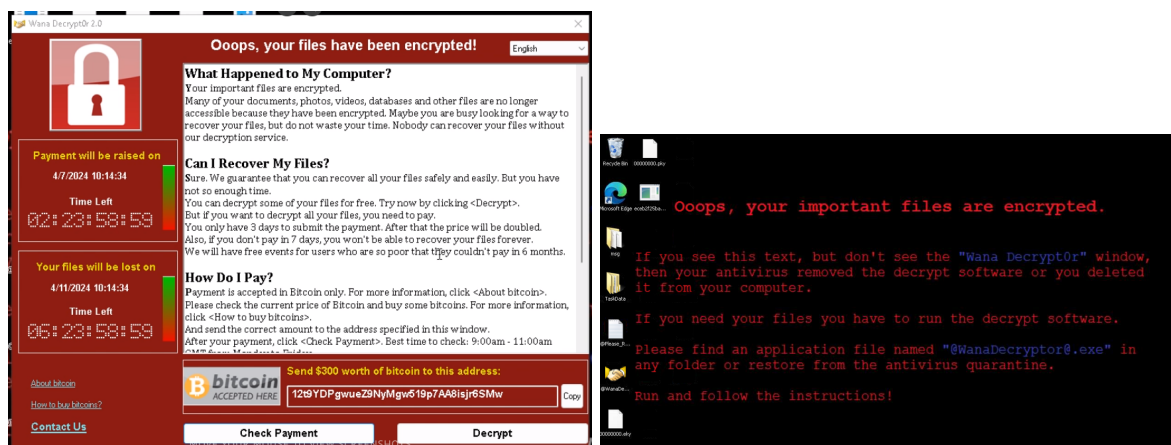 Wana Decrypt0r 2.0
Ooops, your files have been encrypted!
English
What Happened to My Computer?
Your important files are encrypted.
Many of your documents, photos, videos, databases and other files are no longer
accessible because they have been encrypted. Maybe you are busy looking for a way to
recover your files, but do not waste your time. Nobody can recover your files without
our decryption service.
Can I Recover My Files?
Sure. We guarantee that you can recover all your files safely and easily. But you have
not so enough time.
You can decrypt some of your files for free. Try now by clicking <Decrypt>.
But if you want to decrypt all your files, you need to pay.
You only have 3 days to submit the payment. After that the price will be doubled.
Also, if you don't pay in 7 days, you won't be able to recover your files forever.
We will have free events for users who are so poor that they couldn't pay in 6 months.
How Do I Pay?
Payment is accepted in Bitcoin only. For more information, click <About bitcoin>.
Please check the current price of Bitcoin and buy some bitcoins. For more information,
click <How to buy bitcoins>.
And send the correct amount to the address specified in this window.
After your payment, click <Check Payment>. Best time to check: 9:00am - 11:00am
GMT from Monday to Friday.
Payment will be raised on
4/7/2024 10:14:34
Time Left
02:23:58:59
Your files will be lost on
4/11/2024 10:14:34
Time Left
06:23:58:59
About bitcoin
How to buy bitcoins?
Contact Us
bitcoin
ACCEPTED HERE
Send $300 worth of bitcoin to this address:
12t9YDPgwueZ9NyMgw519p7AA8isjr6SMw
Copy
Check Payment
Decrypt
Recycle Bin
00000000.pky
Microsoft Edge
msg
TaskData
@Please_R...
@WanaDe...
00000000.eky
Ooops, your important files are encrypted.
If you see this text, but don't see the "Wana Decrypt0r" window,
then your antivirus removed the decrypt software or you deleted
it from your computer.
If you need your files you have to run the decrypt software.
Please find an application file named "@WanaDecryptor@.exe" in
any folder or restore from the antivirus quarantine.
Run and follow the instructions!